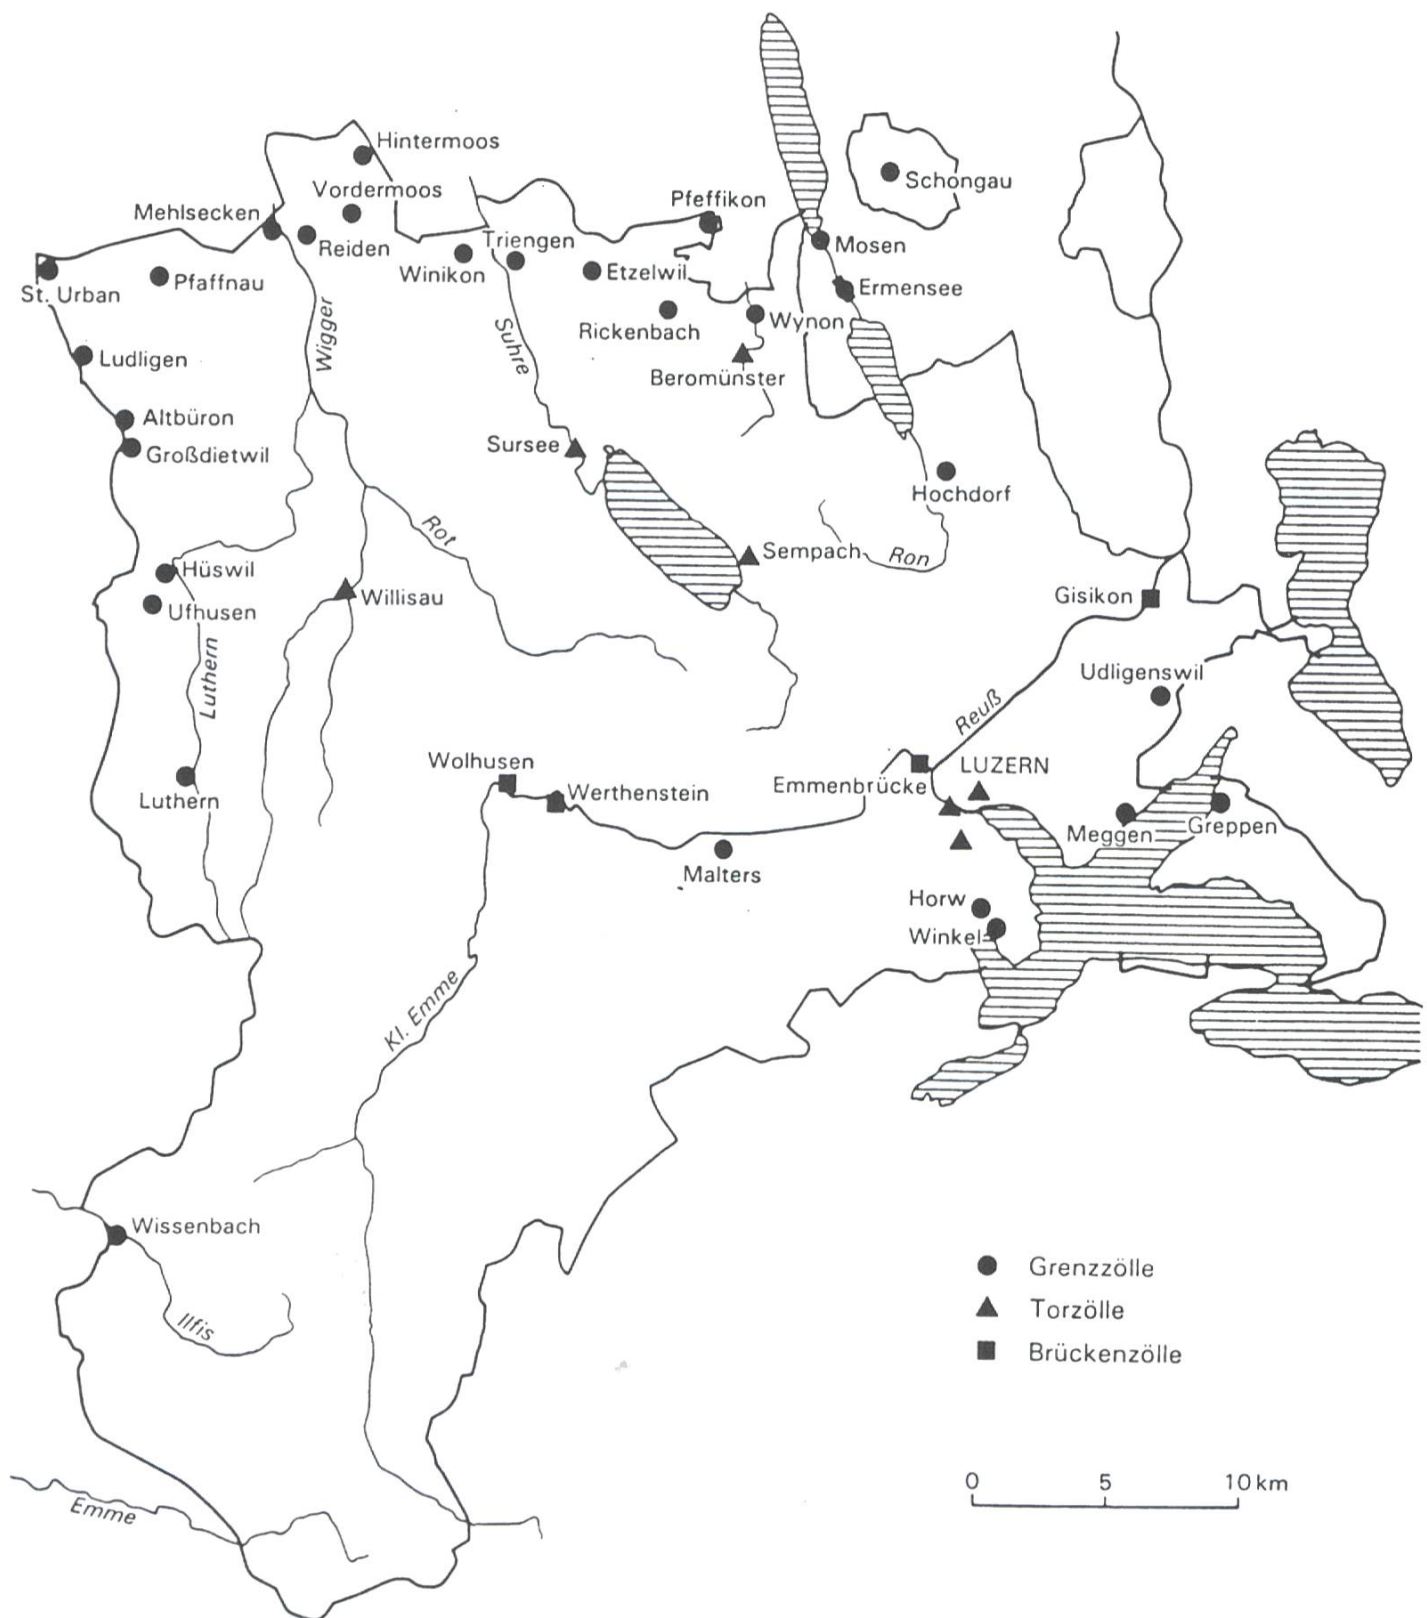 Hintermoos
Schongau
Vordermoos
Pfeffikon
Mehlsecken
Reiden
Triengen
Mosen
Winikon
Etzelwil
St. Urban
Pfaffnau
Ermensee
Wigger
Suhre
Rickenbach
Wynon
Ludligen
Beromünster
Altbüron
Großdietwil
Sursee
Hochdorf
Rot
Sempach
Ron
Hüswil
Ufhusen
Willisau
Gisikon
Luthern
Udligenswil
Reuß
Wolhusen
Werthenstein
Emmenbrücke
LUZERN
Luthern
Meggen
Greppen
Malters
Horw
Winkel
Kl. Emme
Wissenbach
Ilfis
Grenzzölle
Torzölle
Brückenzölle
Emme
0 5 10 km